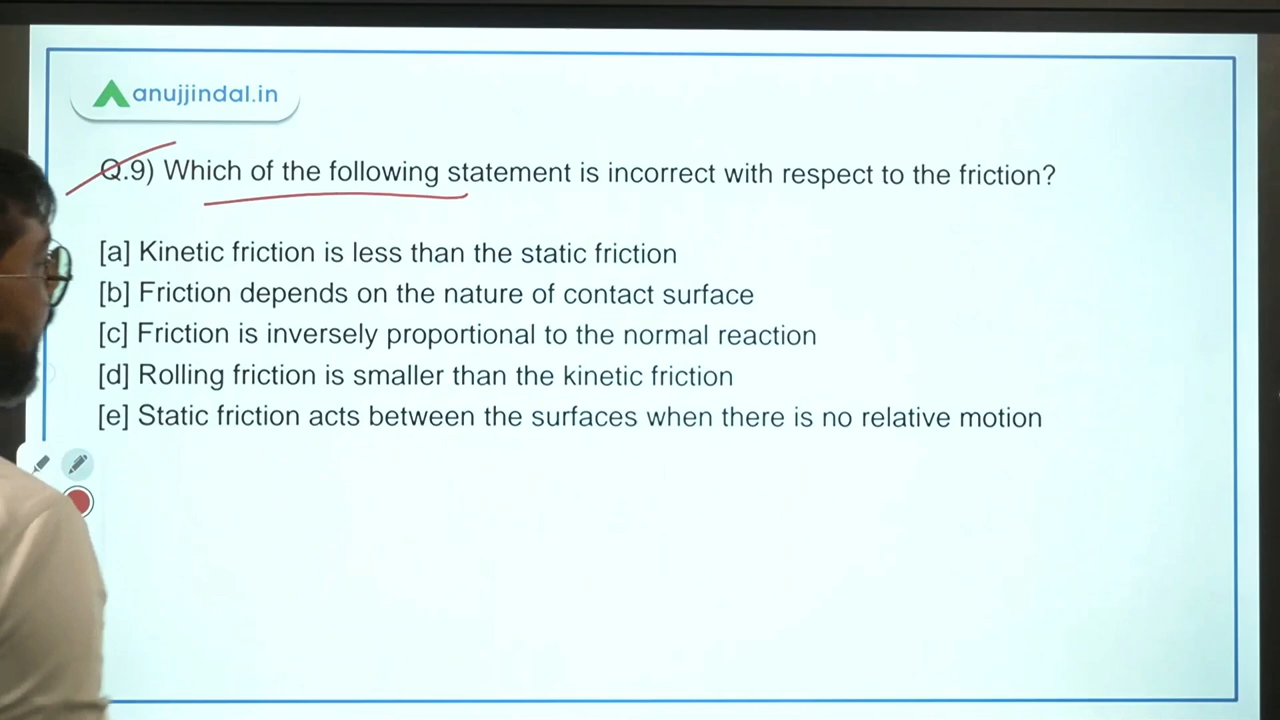 anujjindal.in
Q.9) Which of the following statement is incorrect with respect to the friction?
[a] Kinetic friction is less than the static friction
[b] Friction depends on the nature of contact surface
[c] Friction is inversely proportional to the normal reaction
[d] Rolling friction is smaller than the kinetic friction
[e] Static friction acts between the surfaces when there is no relative motion